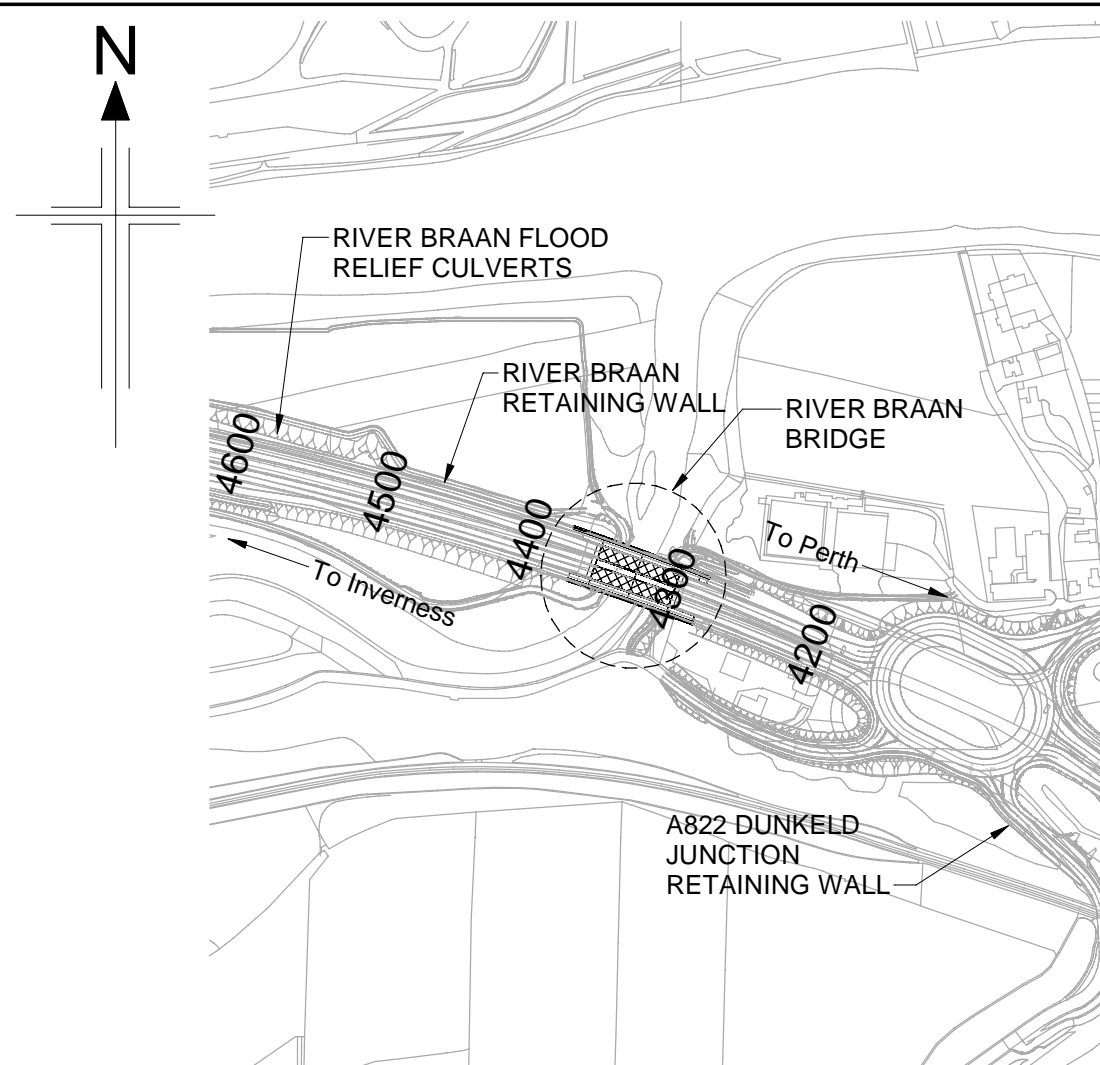 N
RIVER BRAAN FLOOD
RELIEF CULVERTS
RIVER BRAAN
RETAINING WALL
RIVER BRAAN
BRIDGE
4600
4500
4400
4300
4200
To Perth
To Inverness
A822 DUNKELD
JUNCTION
RETAINING WALL